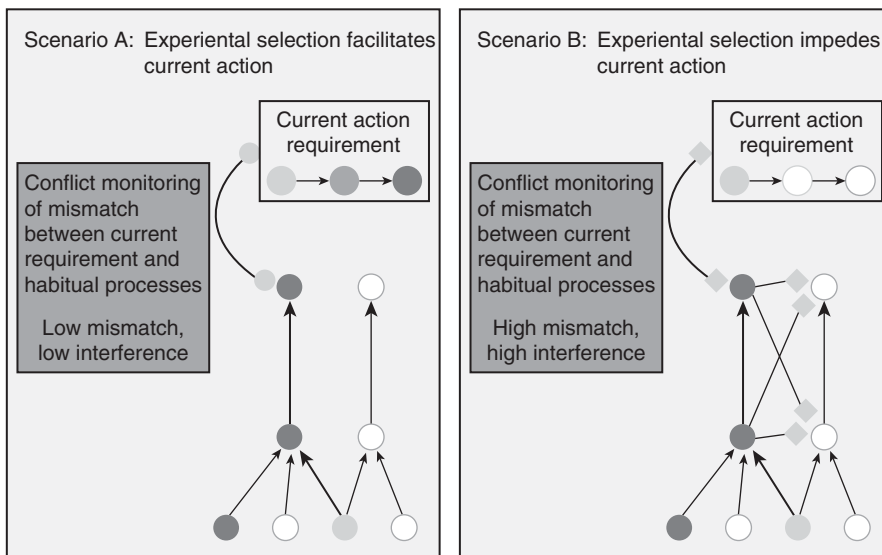 Scenario A: Experiental selection facilitates
current action
Current action
requirement
Conflict monitoring
of mismatch
between current
requirement and
habitual processes
Low mismatch,
low interference
Scenario B: Experiental selection impedes
current action
Current action
requirement
Conflict monitoring
of mismatch
between current
requirement and
habitual processes
High mismatch,
high interference